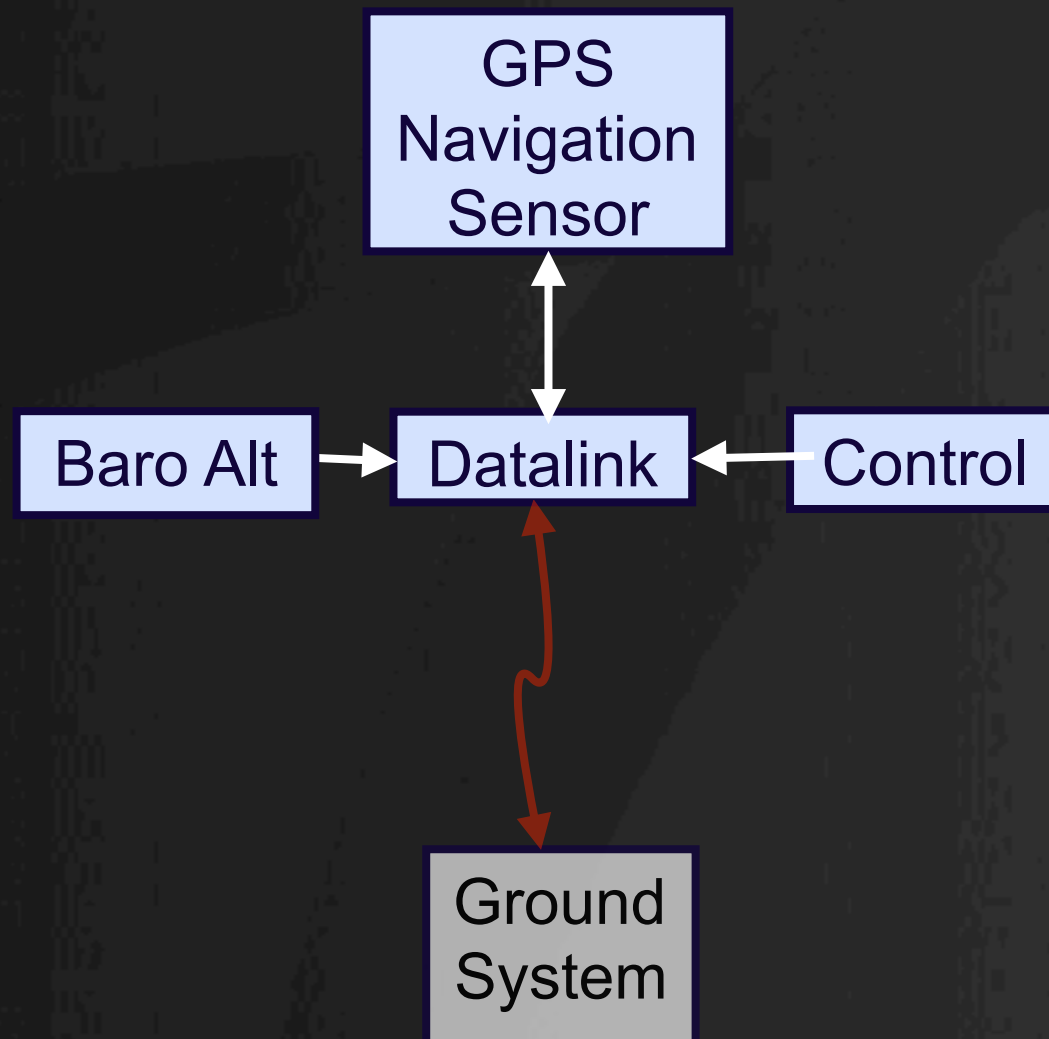 GPS
Navigation
Sensor
Baro Alt
Datalink
Control
Ground
System